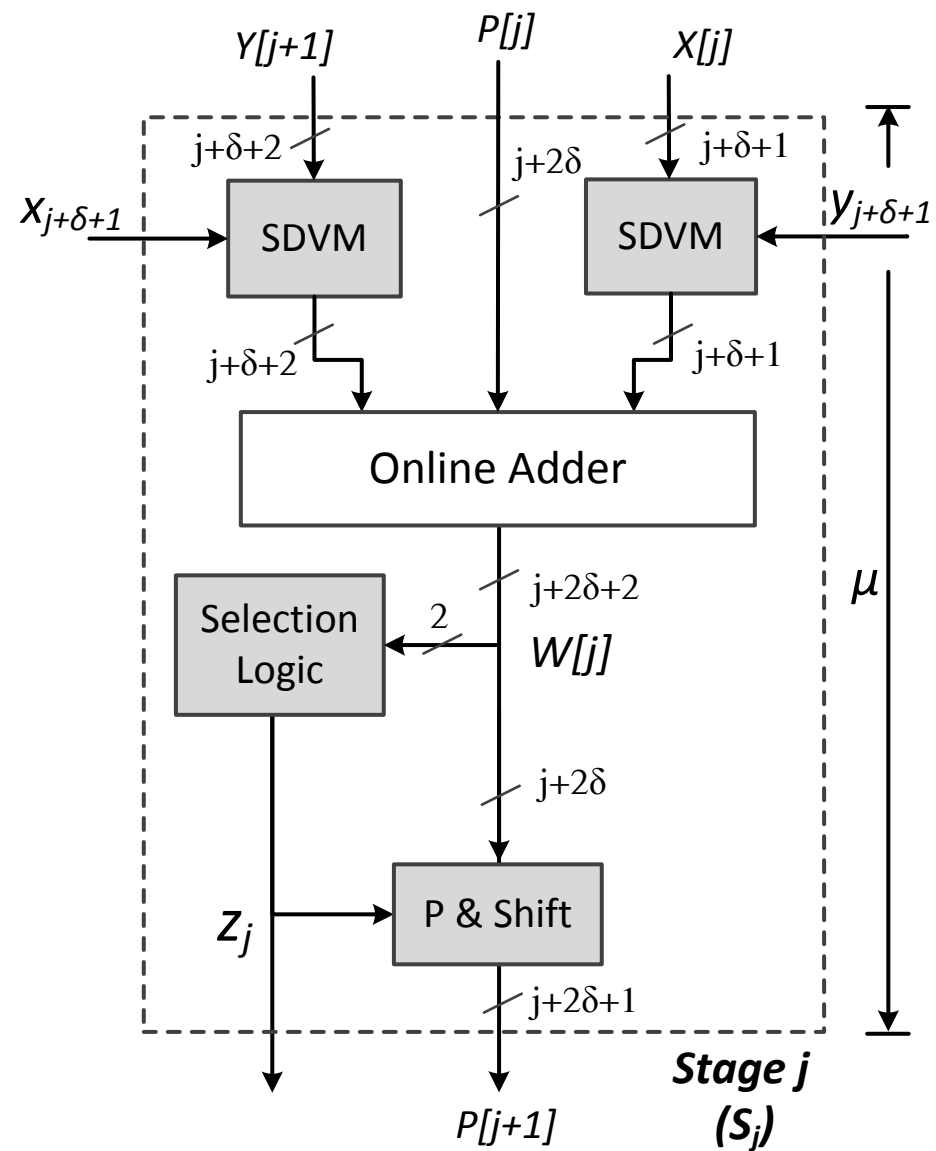 Y[j+1]
P[j]
X[j]
j+δ+2
j+2δ
j+δ+1
x_{j+δ+1}
SDVM
SDVM
y_{j+δ+1}
j+δ+2
j+δ+1
Online Adder
j+2δ+2
μ
Selection
Logic
2
W[j]
j+2δ
P & Shift
z_j
j+2δ+1
Stage j
(S_j)
P[j+1]